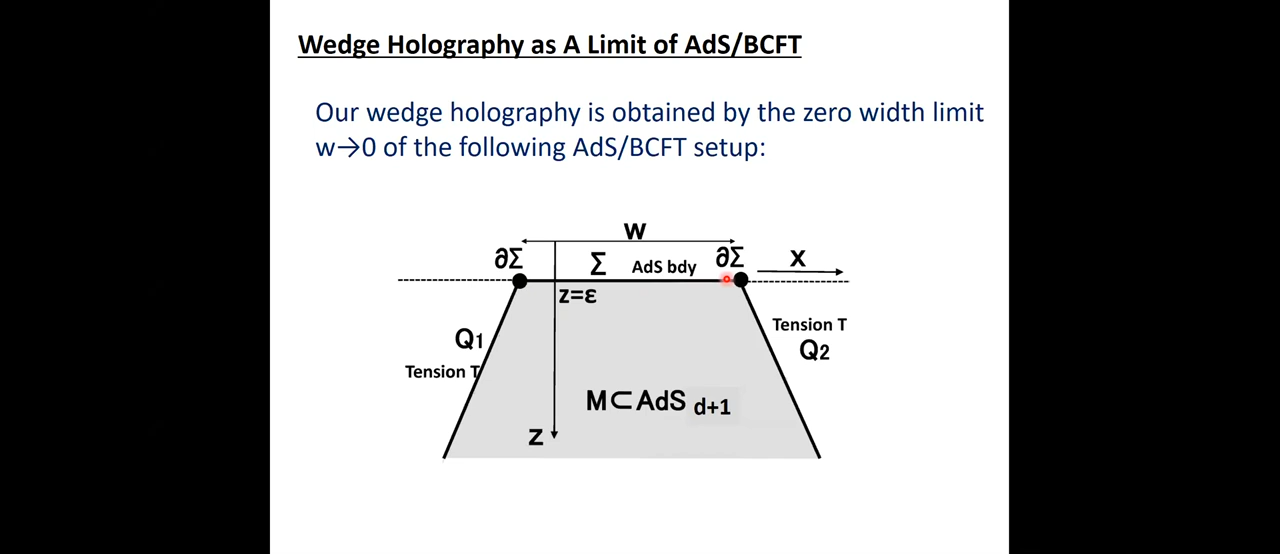 Wedge Holography as A Limit of AdS/BCFT
Our wedge holography is obtained by the zero width limit
w→0 of the following AdS/BCFT setup:
W
∂Σ
Σ
AdS bdy
∂Σ
X
z=ε
Q1
Tension T
Tension T
Q2
M⊂AdS d+1
Z